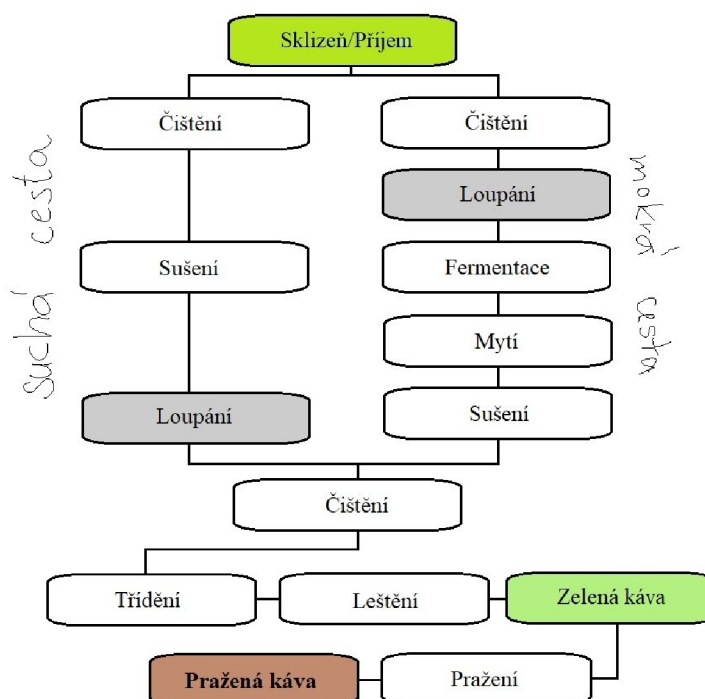 Sklizeň/Příjem
suchá cesta
Čištění
Sušení
Loupání
mokrá cesta
Čištění
Loupání
Fermentace
Mytí
Sušení
Čištění
Třídění
Leštění
Zelená káva
Pražení
Pražená káva